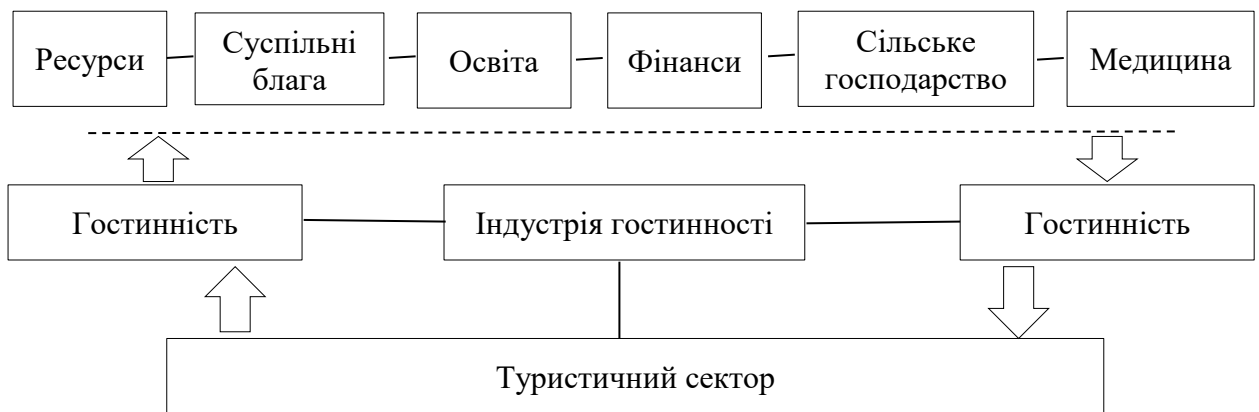 Ресурси
Суспільні
блага
Освіта
Фінанси
Сільське
господарство
Медицина
Гостинність
Індустрія гостинності
Гостинність
Туристичний сектор